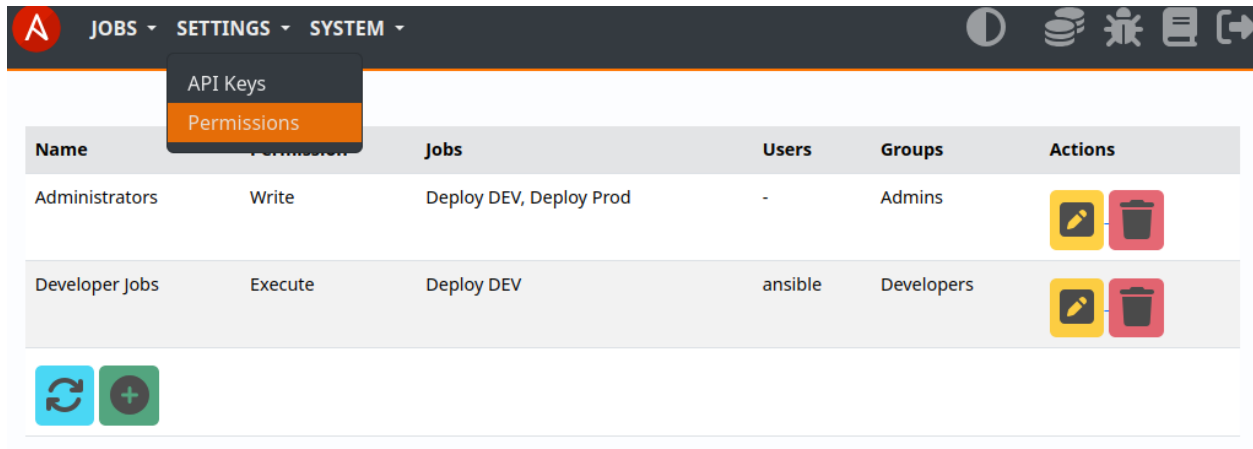 JOBS SETTINGS SYSTEM
API Keys
Permissions
Name Jobs Users Groups Actions
Administrators Write Deploy DEV, Deploy Prod - Admins
Developer Jobs Execute Deploy DEV ansible Developers